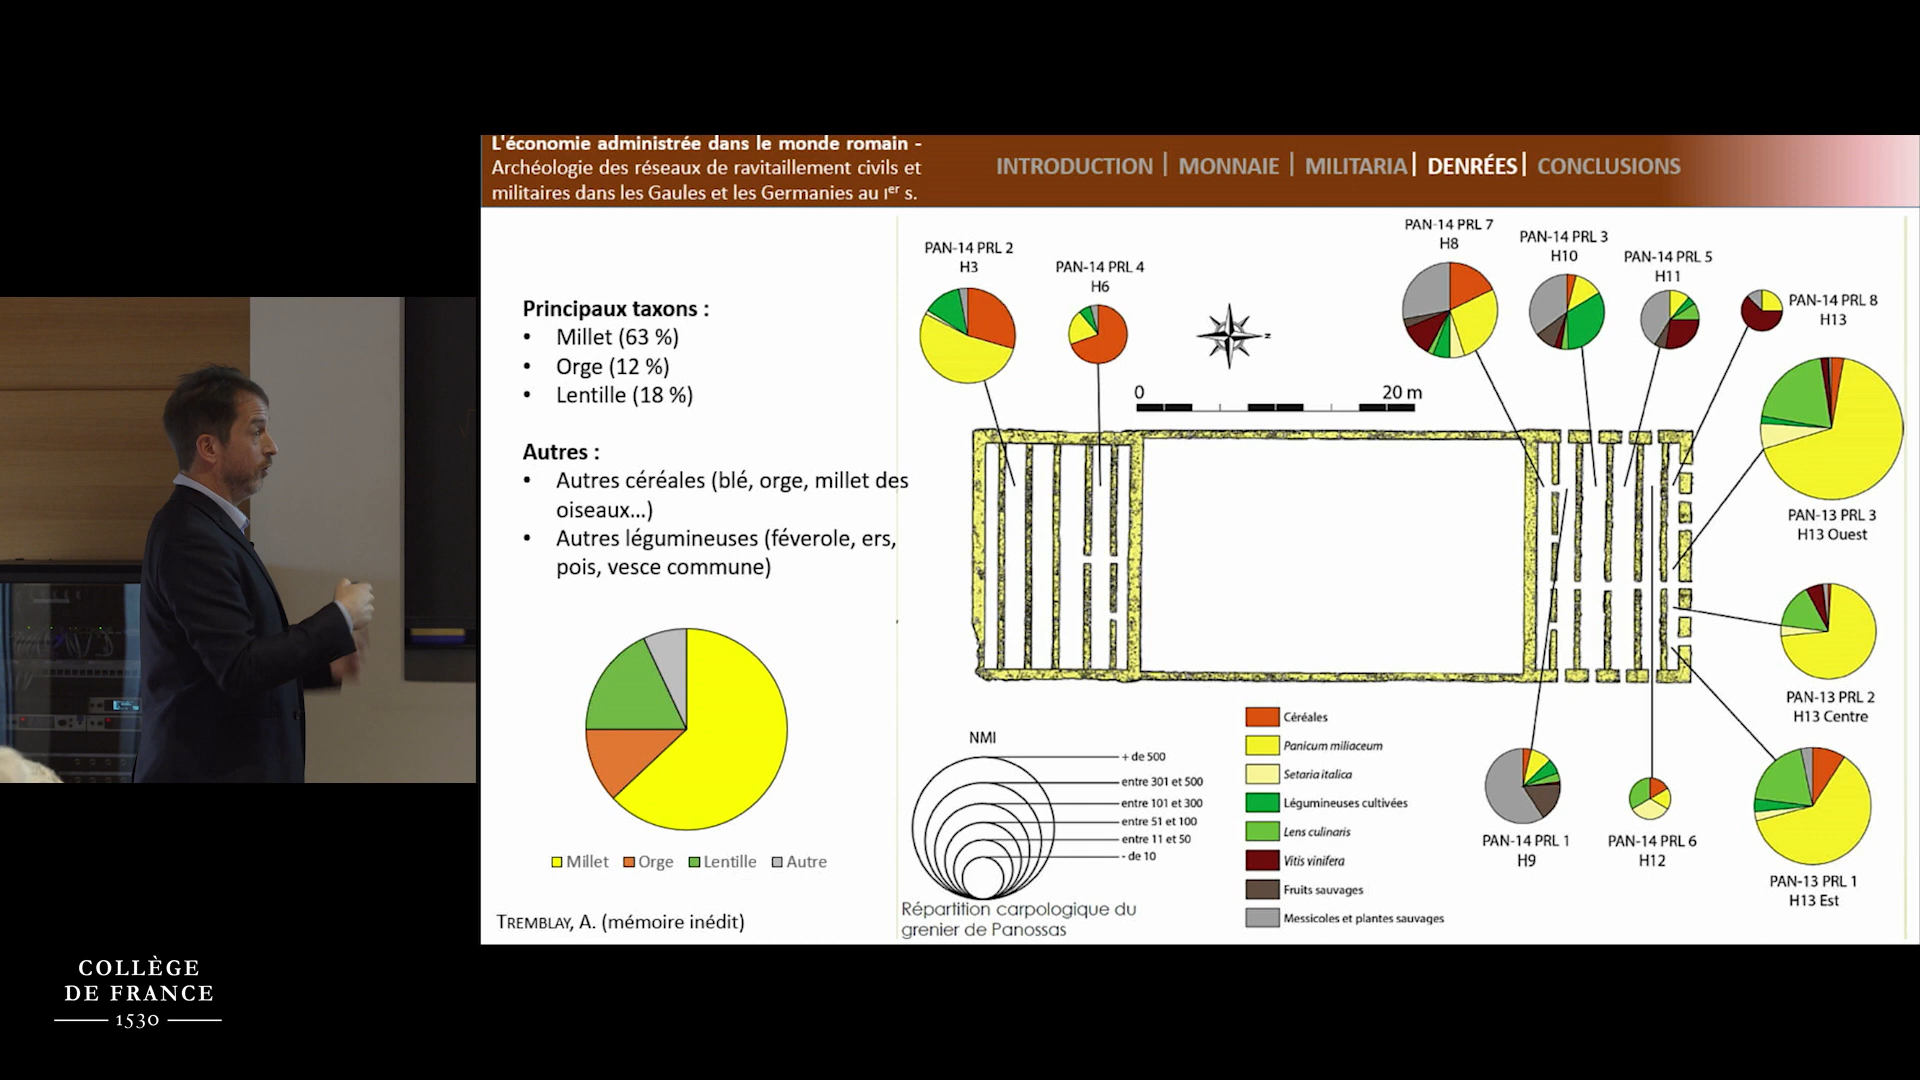 L'économie administrée dans le monde romain -
Archéologie des réseaux de ravitaillement civils et
militaires dans les Gaules et les Germanies au Iᵉʳ s.
INTRODUCTION | MONNAIE | MILITARIA | DENRÉES | CONCLUSIONS
Principaux taxons :
• Millet (63 %)
• Orge (12 %)
• Lentille (18 %)
Autres :
• Autres céréales (blé, orge, millet des
oiseaux...)
• Autres légumineuses (féverole, ers,
pois, vesce commune)
Millet Orge Lentille Autre
TREMBLAY, A. (mémoire inédit)
PAN-14 PRL 2
H3
PAN-14 PRL 4
H6
N
0 20 m
PAN-14 PRL 7
H8
PAN-14 PRL 3
H10
PAN-14 PRL 5
H11
PAN-14 PRL 8
H13
PAN-13 PRL 3
H13 Ouest
PAN-13 PRL 2
H13 Centre
PAN-13 PRL 1
H13 Est
PAN-14 PRL 1
H9
PAN-14 PRL 6
H12
NMI
+ de 500
entre 301 et 500
entre 101 et 300
entre 51 et 100
entre 11 et 50
- de 10
Répartition carpologique du
grenier de Panossas
Céréales
Panicum miliaceum
Setaria italica
Légumineuses cultivées
Lens culinaris
Vitis vinifera
Fruits sauvages
Messicoles et plantes sauvages
COLLÈGE
DE FRANCE
1530